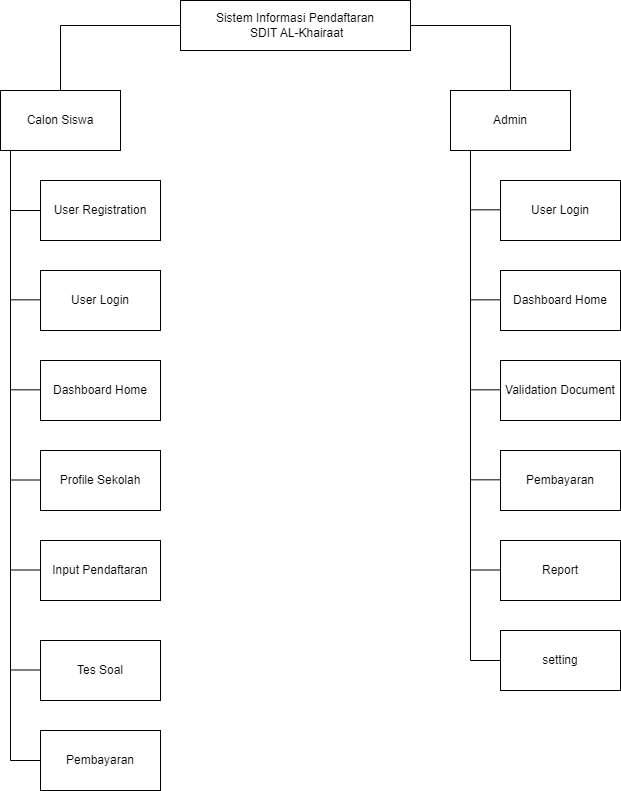 Sistem Informasi Pendaftaran
SDIT AL-Khairaat
Calon Siswa
User Registration
User Login
Dashboard Home
Profile Sekolah
Input Pendaftaran
Tes Soal
Pembayaran
Admin
User Login
Dashboard Home
Validation Document
Pembayaran
Report
setting